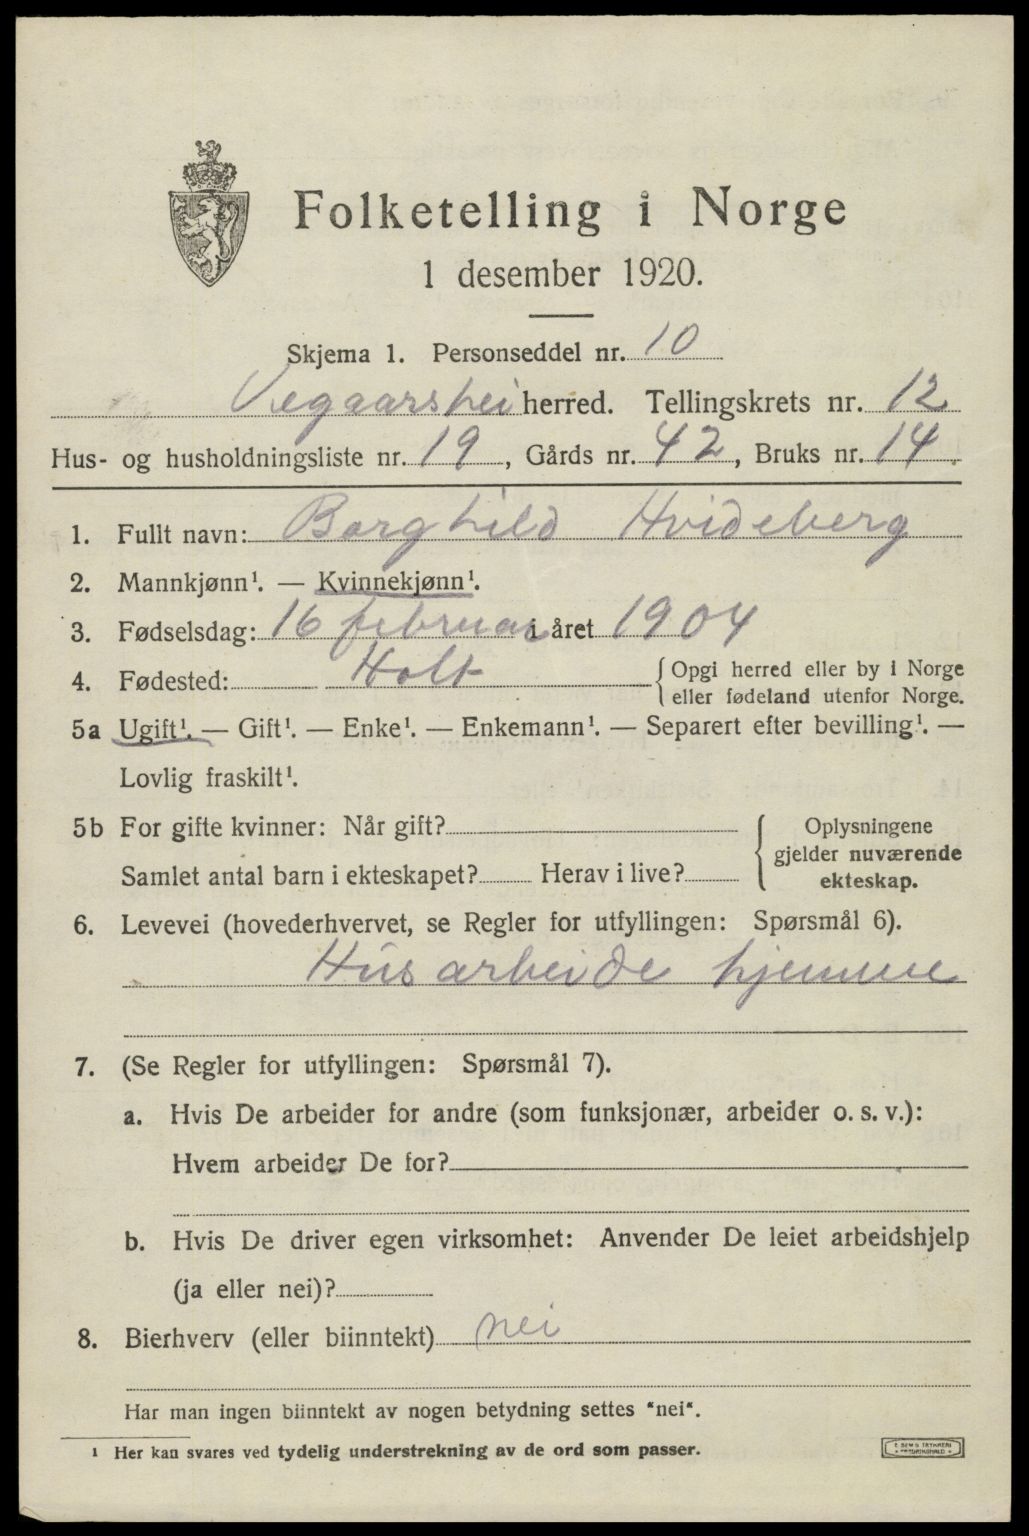 Folketelling i Norge
1 desember 1920.
Skjema 1. Personseddel nr. 10
Vegaarshei herred. Tellingskrets nr. 12
Hus- og husholdningsliste nr. 19, Gårds nr. 42, Bruks nr. 14.
1. Fullt navn: Borghild Hvideberg
2. Mannkjønn¹. — Kvinnekjønn¹.
3. Fødselsdag: 16 februar i året 1904
4. Fødested: Holt { Opgi herred eller by i Norge
eller fødeland utenfor Norge.
5a Ugift¹. — Gift¹. — Enke¹. — Enkemann¹. — Separert efter bevilling¹. —
Lovlig fraskilt¹.
5b For gifte kvinner: Når gift? { Oplysningene
gjelder nuværende
Samlet antal barn i ekteskapet? Herav i live? ekteskap.
6. Levevei (hovederhvervet, se Regler for utfyllingen: Spørsmål 6).
Husarbeide hjemme
7. (Se Regler for utfyllingen: Spørsmål 7).
a. Hvis De arbeider for andre (som funksjonær, arbeider o. s. v.):
Hvem arbeider De for?
b. Hvis De driver egen virksomhet: Anvender De leiet arbeidshjelp
(ja eller nei)?
8. Bierhverv (eller biinntekt) nei
Har man ingen biinntekt av nogen betydning settes "nei".
¹ Her kan svares ved tydelig understrekning av de ord som passer.